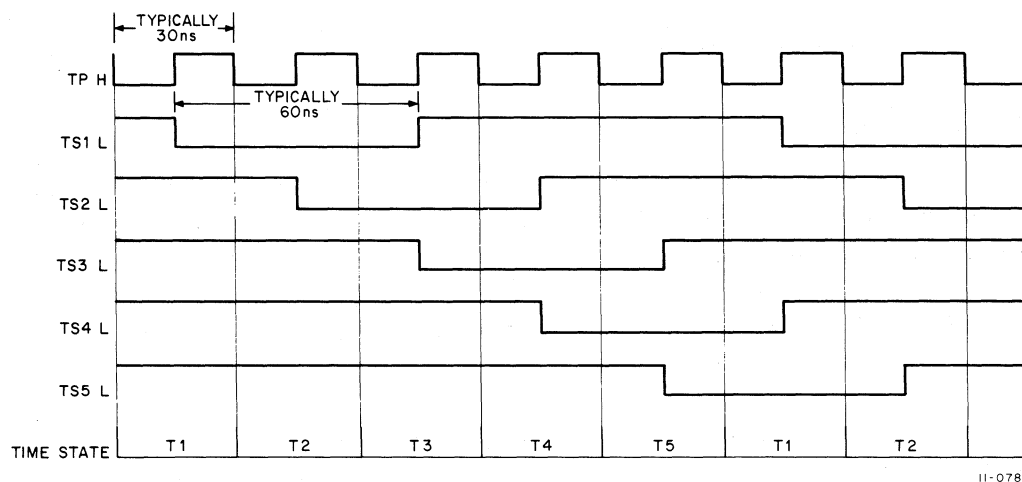 TYPICALLY
30ns
TP H
TYPICALLY
60ns
TS1 L
TS2 L
TS3 L
TS4 L
TS5 L
TIME STATE T1 T2 T3 T4 T5 T1 T2
11-078